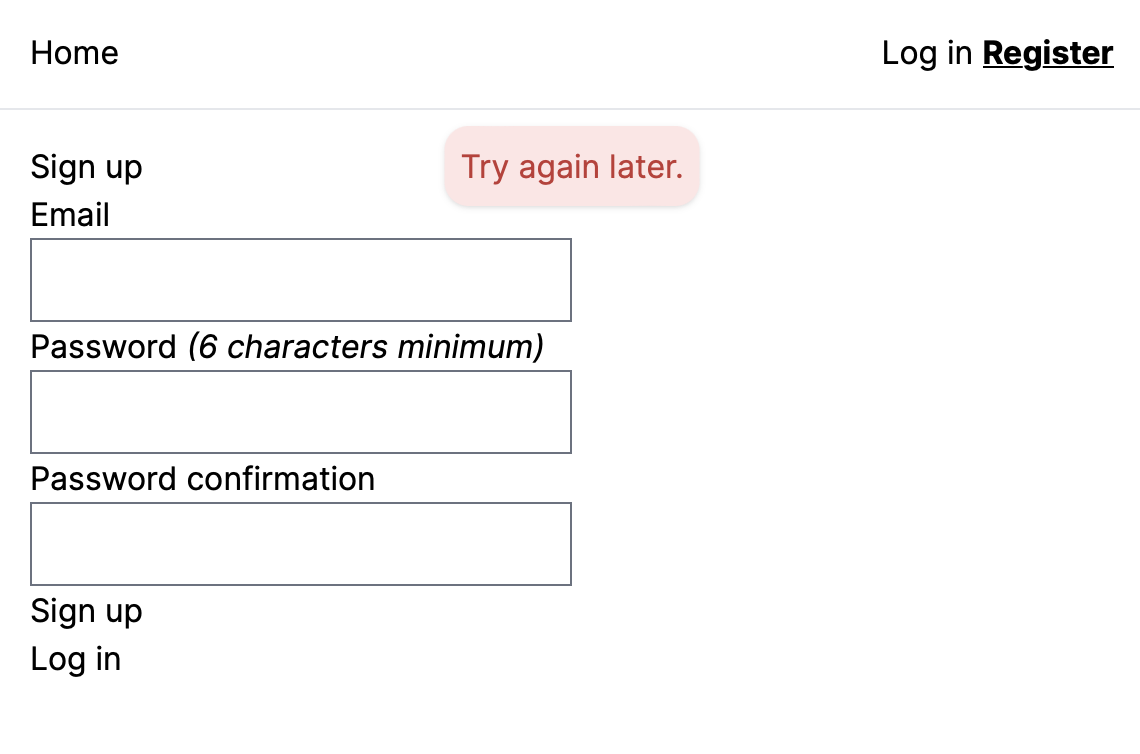 Home Log in Register
Sign up
Try again later.
Email
Password (6 characters minimum)
Password confirmation
Sign up
Log in